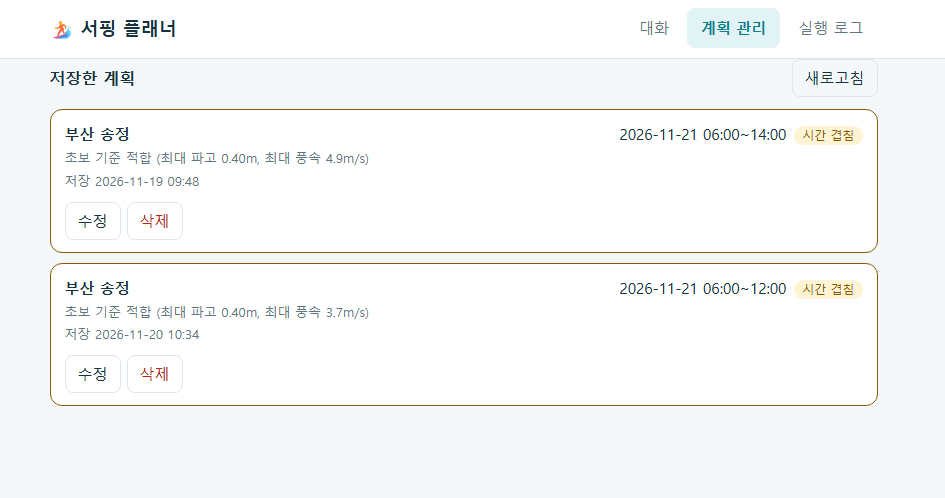 서핑 플래너
대화 계획 관리 실행 로그
저장한 계획
새로고침
부산 송정
2026-11-21 06:00~14:00 시간 겹침
초보 기준 적합 (최대 파고 0.40m, 최대 풍속 4.9m/s)
저장 2026-11-19 09:48
수정 삭제
부산 송정
2026-11-21 06:00~12:00 시간 겹침
초보 기준 적합 (최대 파고 0.40m, 최대 풍속 3.7m/s)
저장 2026-11-20 10:34
수정 삭제